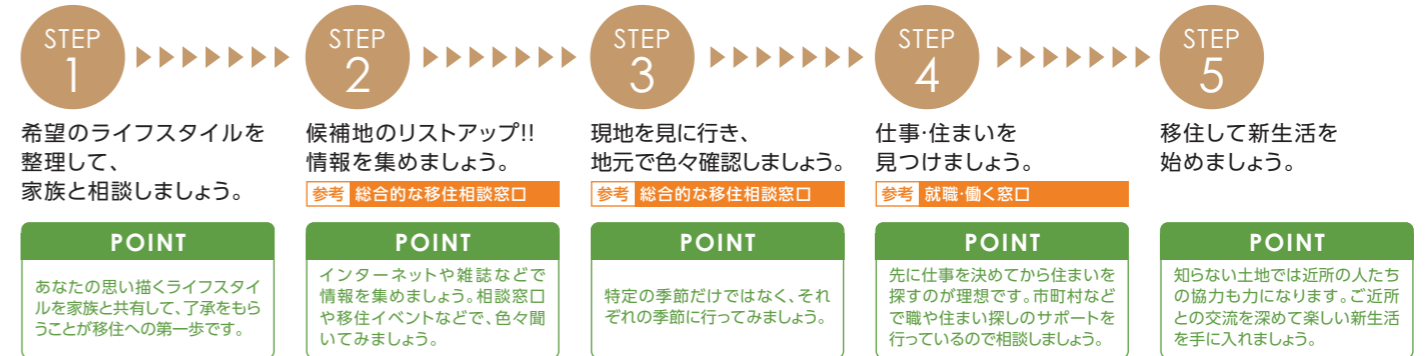 STEP
1
希望のライフスタイルを
整理して、
家族と相談しましょう。
POINT
あなたの思い描くライフスタイ
ルを家族と共有して、了承をもら
うことが移住への第一歩です。
STEP
2
候補地のリストアップ!!
情報を集めましょう。
参考 総合的な移住相談窓口
POINT
インターネットや雑誌などで
情報を集めましょう。相談窓口
や移住イベントなどで、色々聞
いてみましょう。
STEP
3
現地を見に行き、
地元で色々確認しましょう。
参考 総合的な移住相談窓口
POINT
特定の季節だけではなく、それ
ぞれの季節に行ってみましょう。
STEP
4
仕事・住まいを
見つけましょう。
参考 就職・働く窓口
POINT
先に仕事を決めてから住まいを
探すのが理想です。市町村など
で職や住まい探しのサポートを
行っているので相談しましょう。
STEP
5
移住して新生活を
始めましょう。
POINT
知らない土地では近所の人たち
の協力も力になります。ご近所
との交流を深めて楽しい新生活
を手に入れましょう。